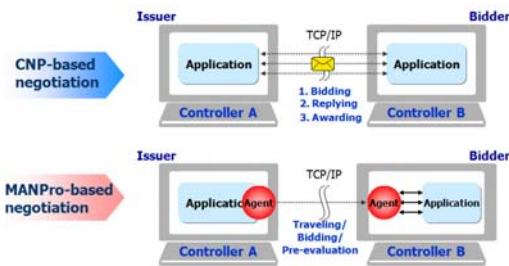 Issuer
Bidder
TCP/IP
CNP-based
negotiation
Application
Application
1. Bidding
2. Replying
3. Awarding
Controller A
Controller B
Issuer
Bidder
TCP/IP
MANPro-based
negotiation
Applicatio
Agent
Agent
Application
Traveling/
Bidding/
Pre-evaluation
Controller A
Controller B